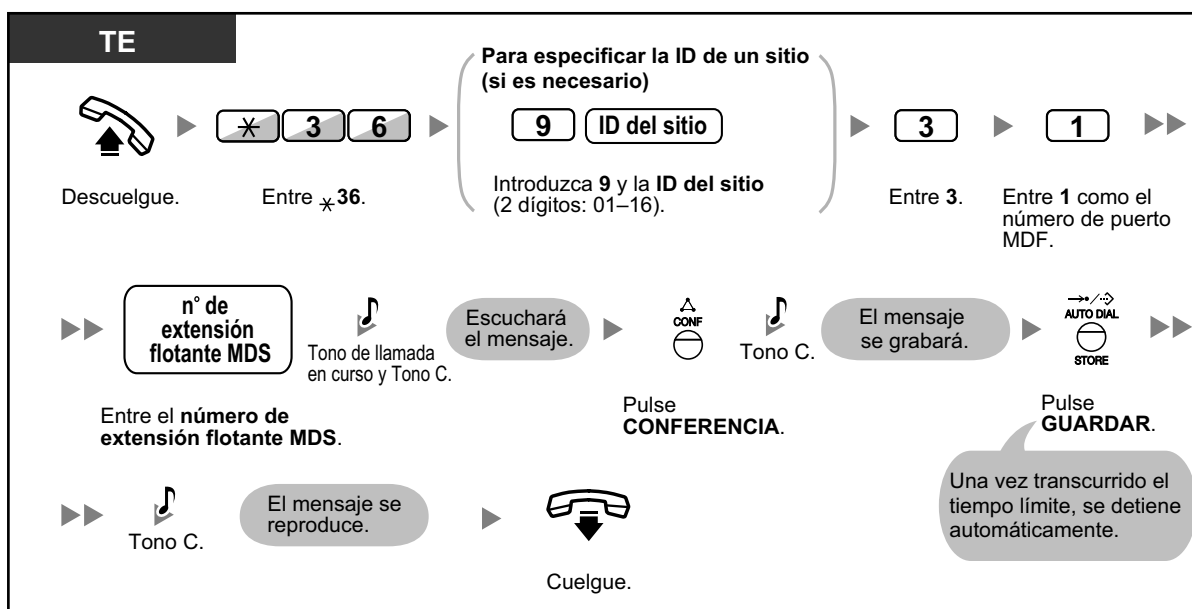 TE
Para especificar la ID de un sitio
(si es necesario)
✳ 3 6
9 ID del sitio
3
1
Descuelgue.
Entre ✳36.
Introduzca 9 y la ID del sitio
(2 dígitos: 01–16).
Entre 3.
Entre 1 como el
número de puerto
MDF.
n° de
extensión
flotante MDS
Tono de llamada
en curso y Tono C.
Escuchará
el mensaje.
CONF
Tono C.
El mensaje
se grabará.
AUTO DIAL
STORE
Entre el número de
extensión flotante MDS.
Pulse
CONFERENCIA.
Pulse
GUARDAR.
Una vez transcurrido el
tiempo límite, se detiene
automáticamente.
Tono C.
El mensaje se
reproduce.
Cuelgue.